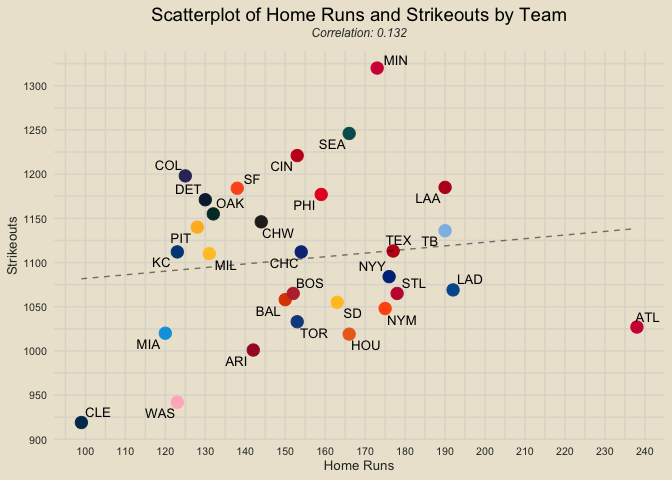 Scatterplot of Home Runs and Strikeouts by Team
Correlation: 0.132
Strikeouts
1300
1250
1200
1150
1100
1050
1000
950
900
MIN
SEA
CIN
COL
SF
DET
OAK
PHI
LAA
CHW
PIT
TEX
TB
KC
MIL
CHC
NYY
BOS
STL
LAD
BAL
SD
NYM
ATL
MIA
TOR
HOU
ARI
CLE
WAS
100 110 120 130 140 150 160 170 180 190 200 210 220 230 240
Home Runs